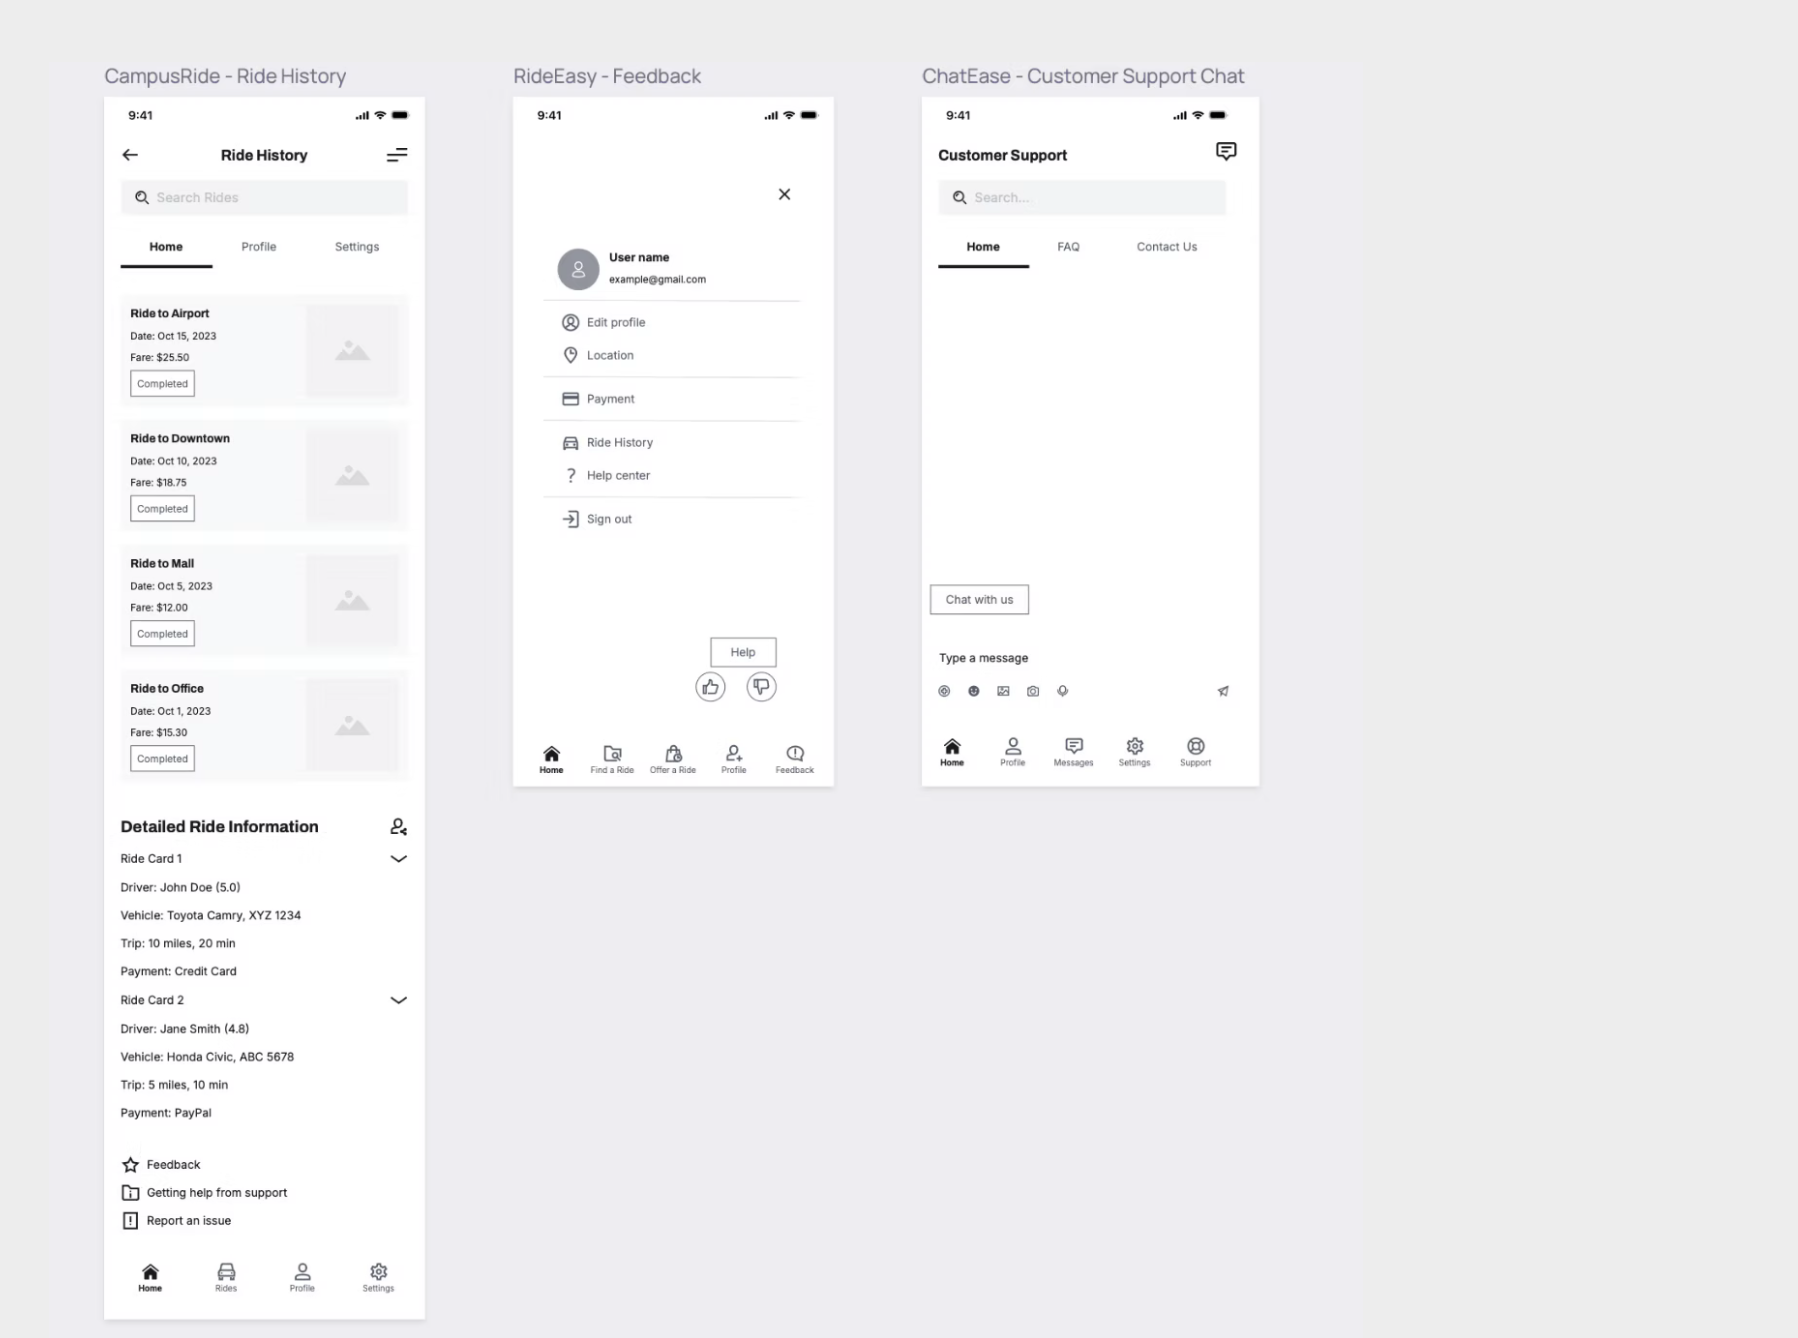 CampusRide - Ride History
9:41
Ride History
Search Rides
Home Profile Settings
Ride to Airport
Date: Oct 15, 2023
Fare: $25.50
Completed
Ride to Downtown
Date: Oct 10, 2023
Fare: $18.75
Completed
Ride to Mall
Date: Oct 5, 2023
Fare: $12.00
Completed
Ride to Office
Date: Oct 1, 2023
Fare: $15.30
Completed
Detailed Ride Information
Ride Card 1
Driver: John Doe (5.0)
Vehicle: Toyota Camry, XYZ 1234
Trip: 10 miles, 20 min
Payment: Credit Card
Ride Card 2
Driver: Jane Smith (4.8)
Vehicle: Honda Civic, ABC 5678
Trip: 5 miles, 10 min
Payment: PayPal
Feedback
Getting help from support
Report an issue
Home Rides Profile Settings
RideEasy - Feedback
9:41
User name
example@gmail.com
Edit profile
Location
Payment
Ride History
Help center
Sign out
Help
Home Find a Ride Offer a Ride Profile Feedback
ChatEase - Customer Support Chat
9:41
Customer Support
Search...
Home FAQ Contact Us
Chat with us
Type a message
Home Profile Messages Settings Support